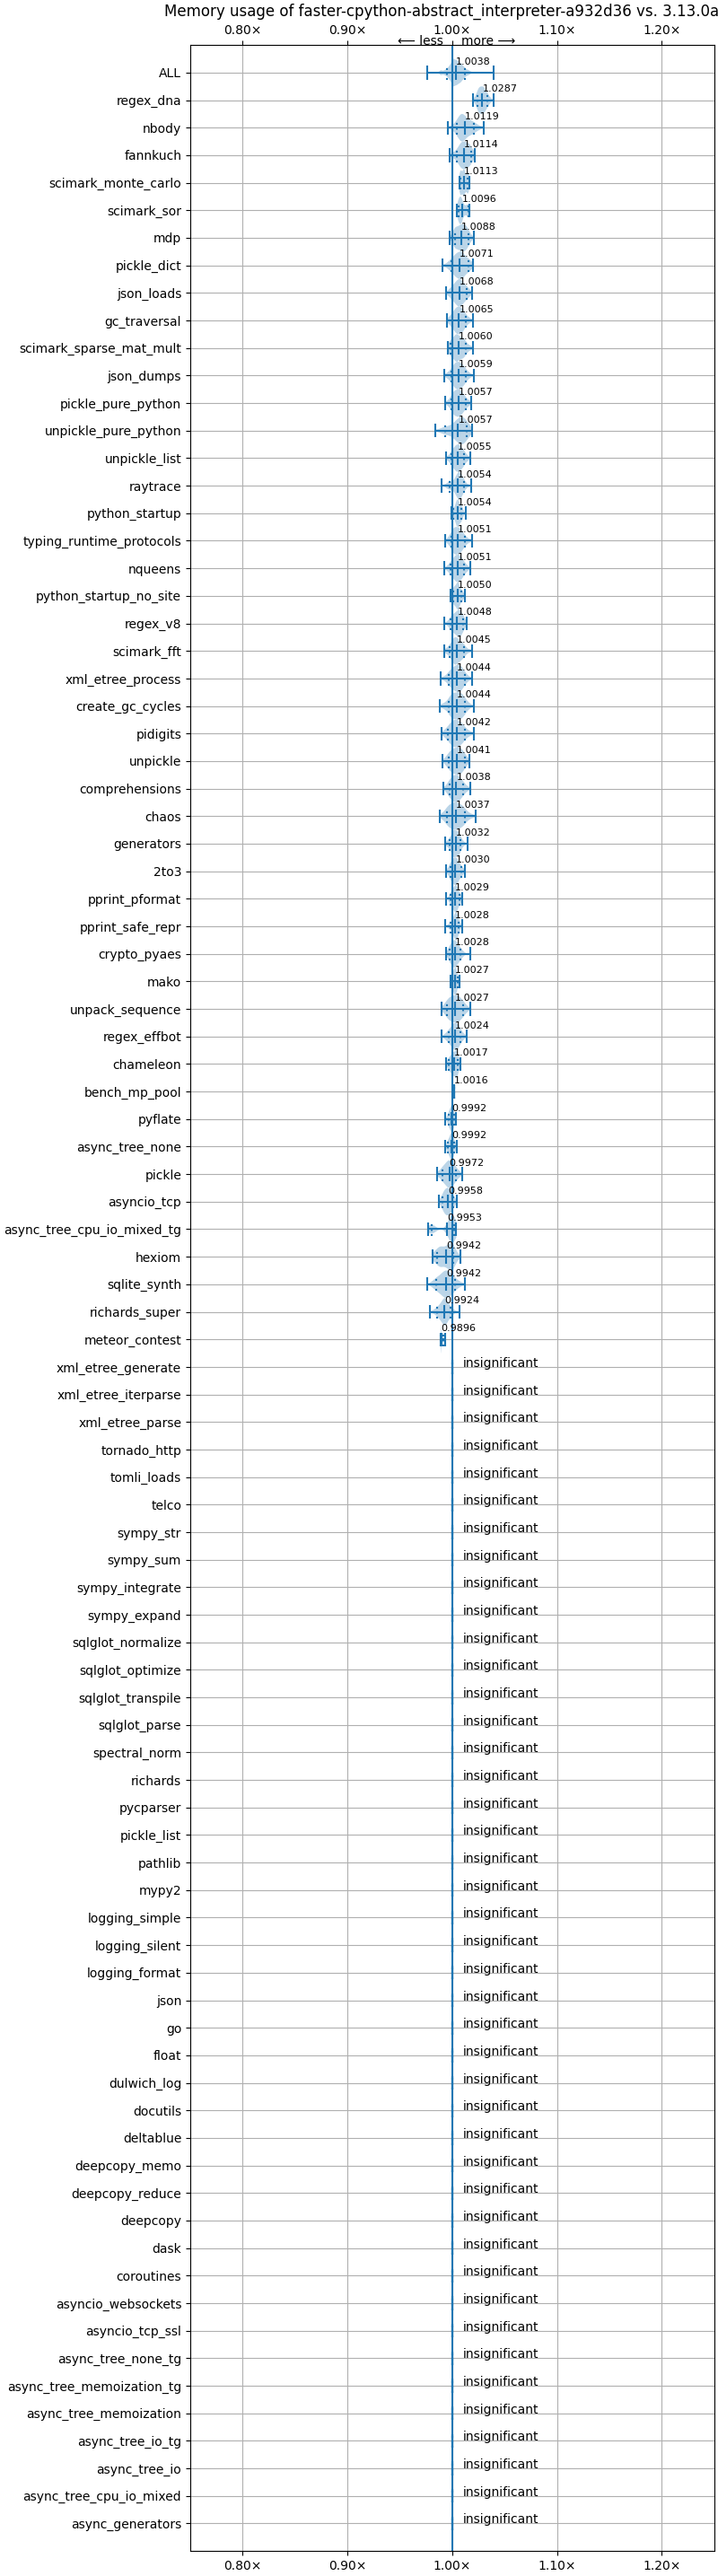 Memory usage of faster-cpython-abstract_interpreter-a932d36 vs. 3.13.0a
0.80× 0.90× 1.00× 1.10× 1.20×
⟵ less more ⟶
ALL 1.0038
regex_dna 1.0287
nbody 1.0119
fannkuch 1.0114
scimark_monte_carlo 1.0113
scimark_sor 1.0096
mdp 1.0088
pickle_dict 1.0071
json_loads 1.0068
gc_traversal 1.0065
scimark_sparse_mat_mult 1.0060
json_dumps 1.0059
pickle_pure_python 1.0057
unpickle_pure_python 1.0057
unpickle_list 1.0055
raytrace 1.0054
python_startup 1.0054
typing_runtime_protocols 1.0051
nqueens 1.0051
python_startup_no_site 1.0050
regex_v8 1.0048
scimark_fft 1.0045
xml_etree_process 1.0044
create_gc_cycles 1.0044
pidigits 1.0042
unpickle 1.0041
comprehensions 1.0038
chaos 1.0037
generators 1.0032
2to3 1.0030
pprint_pformat 1.0029
pprint_safe_repr 1.0028
crypto_pyaes 1.0028
mako 1.0027
unpack_sequence 1.0027
regex_effbot 1.0024
chameleon 1.0017
bench_mp_pool 1.0016
pyflate 0.9992
async_tree_none 0.9992
pickle 0.9972
asyncio_tcp 0.9958
async_tree_cpu_io_mixed_tg 0.9953
hexiom 0.9942
sqlite_synth 0.9942
richards_super 0.9924
meteor_contest 0.9896
xml_etree_generate insignificant
xml_etree_iterparse insignificant
xml_etree_parse insignificant
tornado_http insignificant
tomli_loads insignificant
telco insignificant
sympy_str insignificant
sympy_sum insignificant
sympy_integrate insignificant
sympy_expand insignificant
sqlglot_normalize insignificant
sqlglot_optimize insignificant
sqlglot_transpile insignificant
sqlglot_parse insignificant
spectral_norm insignificant
richards insignificant
pycparser insignificant
pickle_list insignificant
pathlib insignificant
mypy2 insignificant
logging_simple insignificant
logging_silent insignificant
logging_format insignificant
json insignificant
go insignificant
float insignificant
dulwich_log insignificant
docutils insignificant
deltablue insignificant
deepcopy_memo insignificant
deepcopy_reduce insignificant
deepcopy insignificant
dask insignificant
coroutines insignificant
asyncio_websockets insignificant
asyncio_tcp_ssl insignificant
async_tree_none_tg insignificant
async_tree_memoization_tg insignificant
async_tree_memoization insignificant
async_tree_io_tg insignificant
async_tree_io insignificant
async_tree_cpu_io_mixed insignificant
async_generators insignificant
0.80× 0.90× 1.00× 1.10× 1.20×